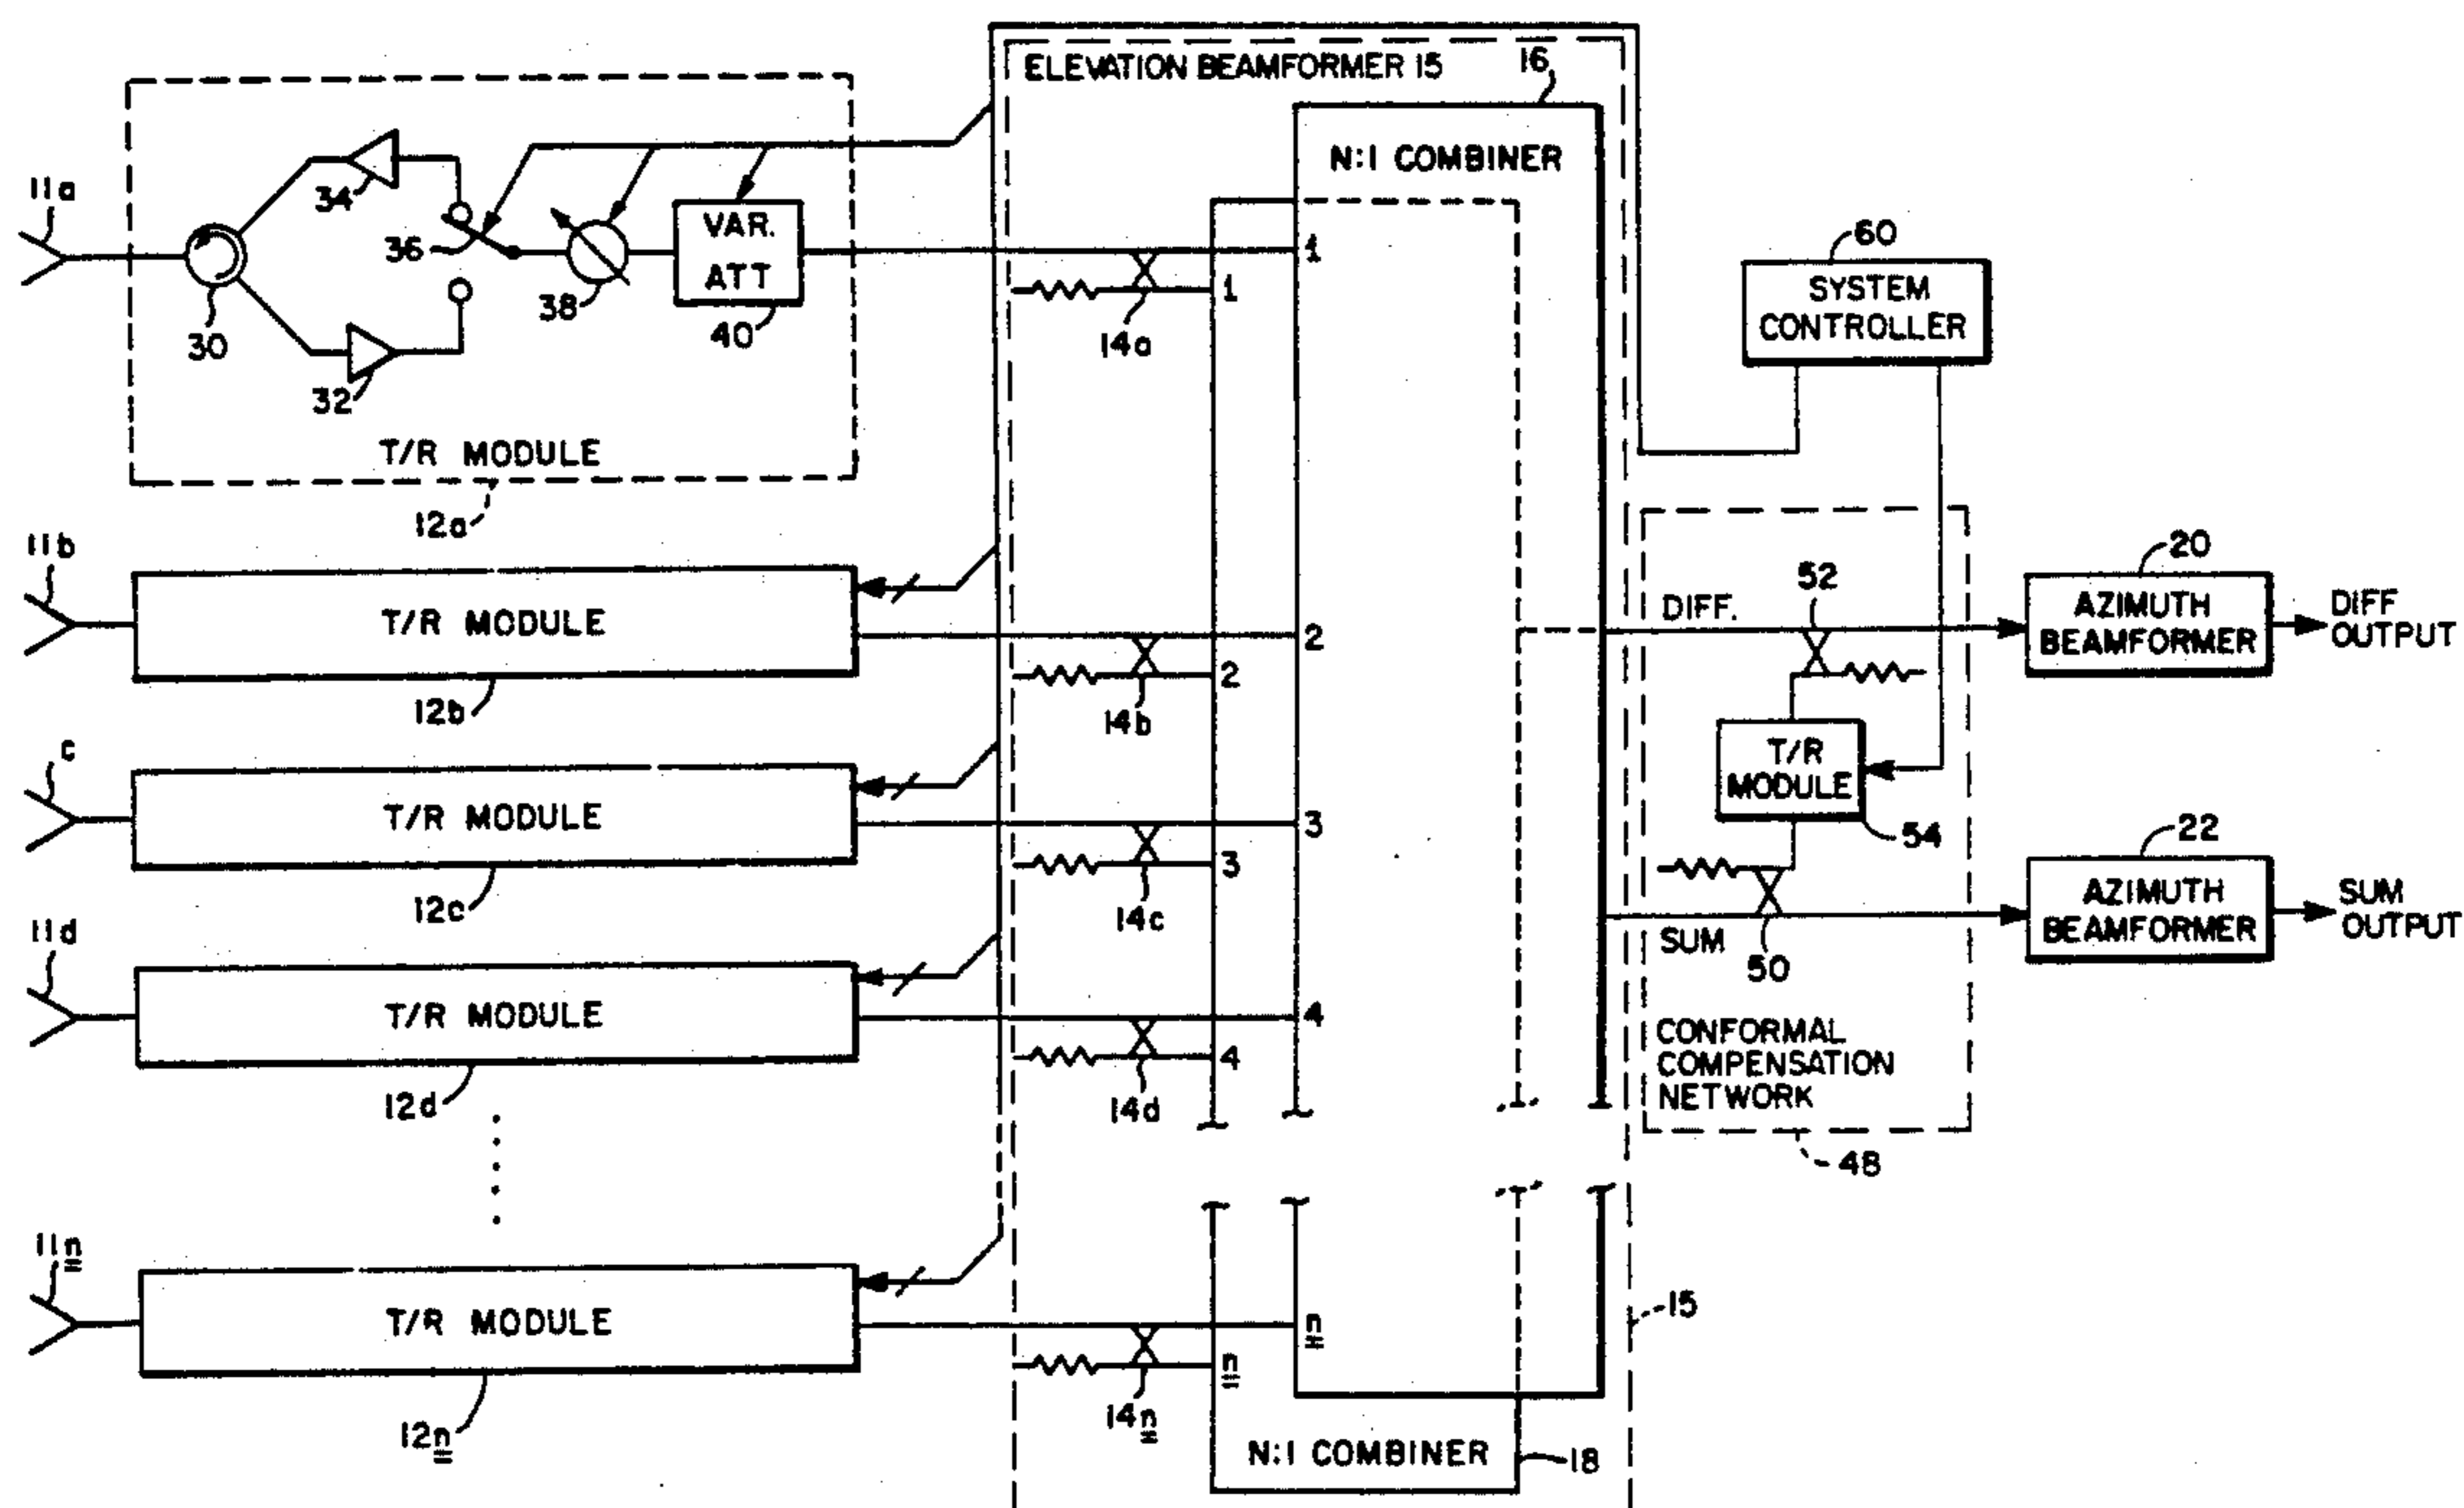 ELEVATION BEAMFORMER 15
16
N:1 COMBINER
11a
34
36
38
VAR.
ATT
40
30
32
T/R MODULE
12a
1
1
14a
60
SYSTEM
CONTROLLER
11b
T/R MODULE
12b
2
2
14b
DIFF.
52
20
AZIMUTH
BEAMFORMER
DIFF
OUTPUT
c
T/R MODULE
12c
3
3
14c
T/R
MODULE
54
22
AZIMUTH
BEAMFORMER
SUM
OUTPUT
SUM
50
11d
T/R MODULE
12d
4
4
14d
CONFORMAL
COMPENSATION
NETWORK
48
11n
T/R MODULE
12n
n
n
14n
15
N:1 COMBINER
18